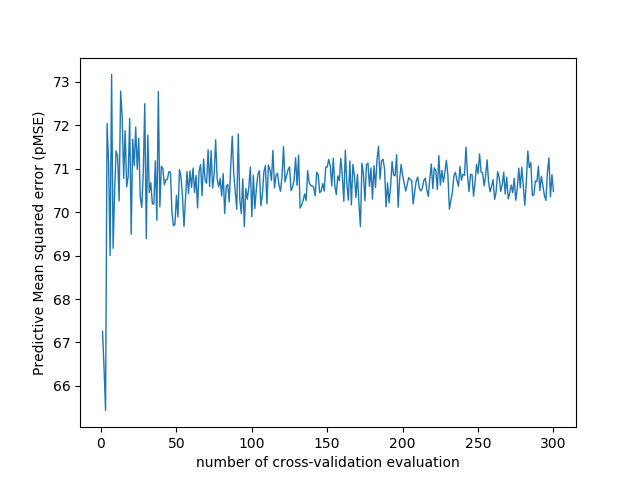 73
72
71
70
69
68
67
66
Predictive Mean squared error (pMSE)
0 50 100 150 200 250 300
number of cross-validation evaluation